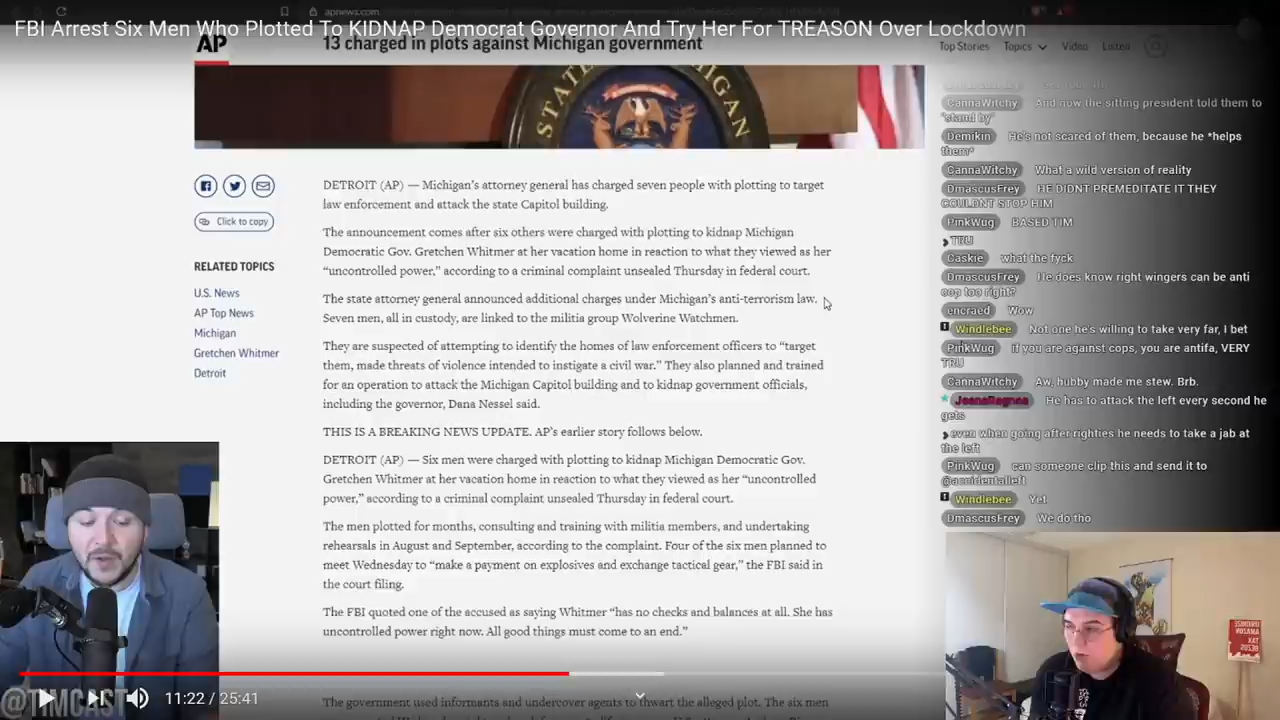 apnews.com
FBI Arrest Six Men Who Plotted To KIDNAP Democrat Governor And Try Her For TREASON Over Lockdown
AP
13 charged in plots against Michigan government
Top Stories Topics Video Listen
STATE OF MICHIGAN
Click to copy
RELATED TOPICS
U.S. News
AP Top News
Michigan
Gretchen Whitmer
Detroit
DETROIT (AP) — Michigan's attorney general has charged seven people with plotting to target
law enforcement and attack the state Capitol building.
The announcement comes after six others were charged with plotting to kidnap Michigan
Democratic Gov. Gretchen Whitmer at her vacation home in reaction to what they viewed as her
“uncontrolled power,” according to a criminal complaint unsealed Thursday in federal court.
The state attorney general announced additional charges under Michigan's anti-terrorism law.
Seven men, all in custody, are linked to the militia group Wolverine Watchmen.
They are suspected of attempting to identify the homes of law enforcement officers to “target
them, made threats of violence intended to instigate a civil war.” They also planned and trained
for an operation to attack the Michigan Capitol building and to kidnap government officials,
including the governor, Dana Nessel said.
THIS IS A BREAKING NEWS UPDATE. AP's earlier story follows below.
DETROIT (AP) — Six men were charged with plotting to kidnap Michigan Democratic Gov.
Gretchen Whitmer at her vacation home in reaction to what they viewed as her “uncontrolled
power,” according to a criminal complaint unsealed Thursday in federal court.
The men plotted for months, consulting and training with militia members, and undertaking
rehearsals in August and September, according to the complaint. Four of the six men planned to
meet Wednesday to “make a payment on explosives and exchange tactical gear,” the FBI said in
the court filing.
The FBI quoted one of the accused as saying Whitmer “has no checks and balances at all. She has
uncontrolled power right now. All good things must come to an end.”
The government used informants and undercover agents to thwart the alleged plot. The six men
CannaWitchy And now the sitting president told them to
"stand by"
Demikin He's not scared of them, because he *helps
them*
CannaWitchy What a wild version of reality
DmascusFrey HE DIDNT PREMEDITATE IT THEY
COULDNT STOP HIM
PinkWug BASED TIM
TRU
Caskie what the fyck
DmascusFrey He does know right wingers can be anti
cop too right?
encraed Wow
Windlebee Not one he's willing to take very far, I bet
PinkWug if you are against cops, you are antifa, VERY
TRU
CannaWitchy Aw, hubby made me stew. Brb.
JesnaRagnea He has to attack the left every second he
gets
even when going after righties he needs to take a jab at
the left
PinkWug can someone clip this and send it to
@accidentalleft
Windlebee Yet
DmascusFrey We do tho
ORGANIZE
AMAZON
TAX
BEZOS
@TIMCAST
11:22 / 25:41